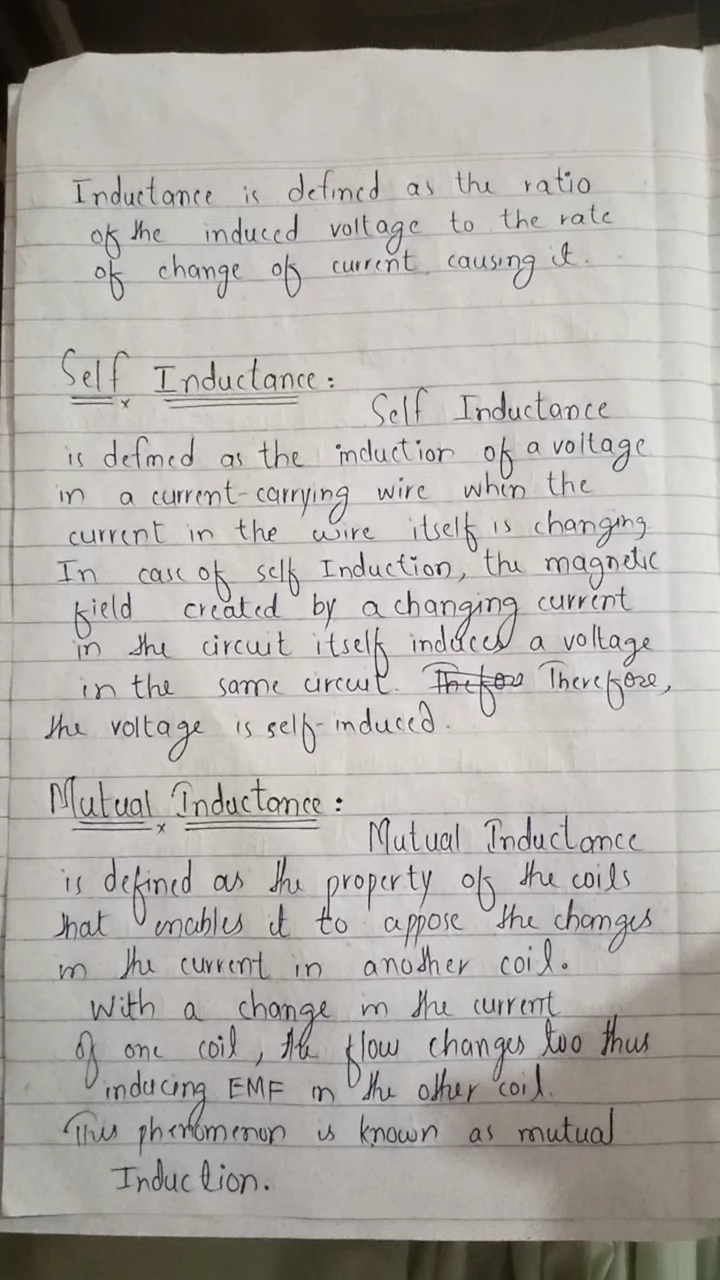 Inductance is defined as the ratio
of the induced voltage to the rate
of change of current causing it.
Self Inductance:
Self Inductance
is defined as the induction of a voltage
in a current-carrying wire when the
current in the wire itself is changing.
In case of self Induction, the magnetic
field created by a changing current
in the circuit itself induces a voltage
in the same circuit. Therefore,
the voltage is self-induced.
Mutual Inductance:
Mutual Inductance
is defined as the property of the coils
that enables it to appose the changes
in the current in another coil.
With a change in the current
of one coil, the flow changes too thus
inducing EMF in the other coil.
This phenomenon is known as mutual
Induction.